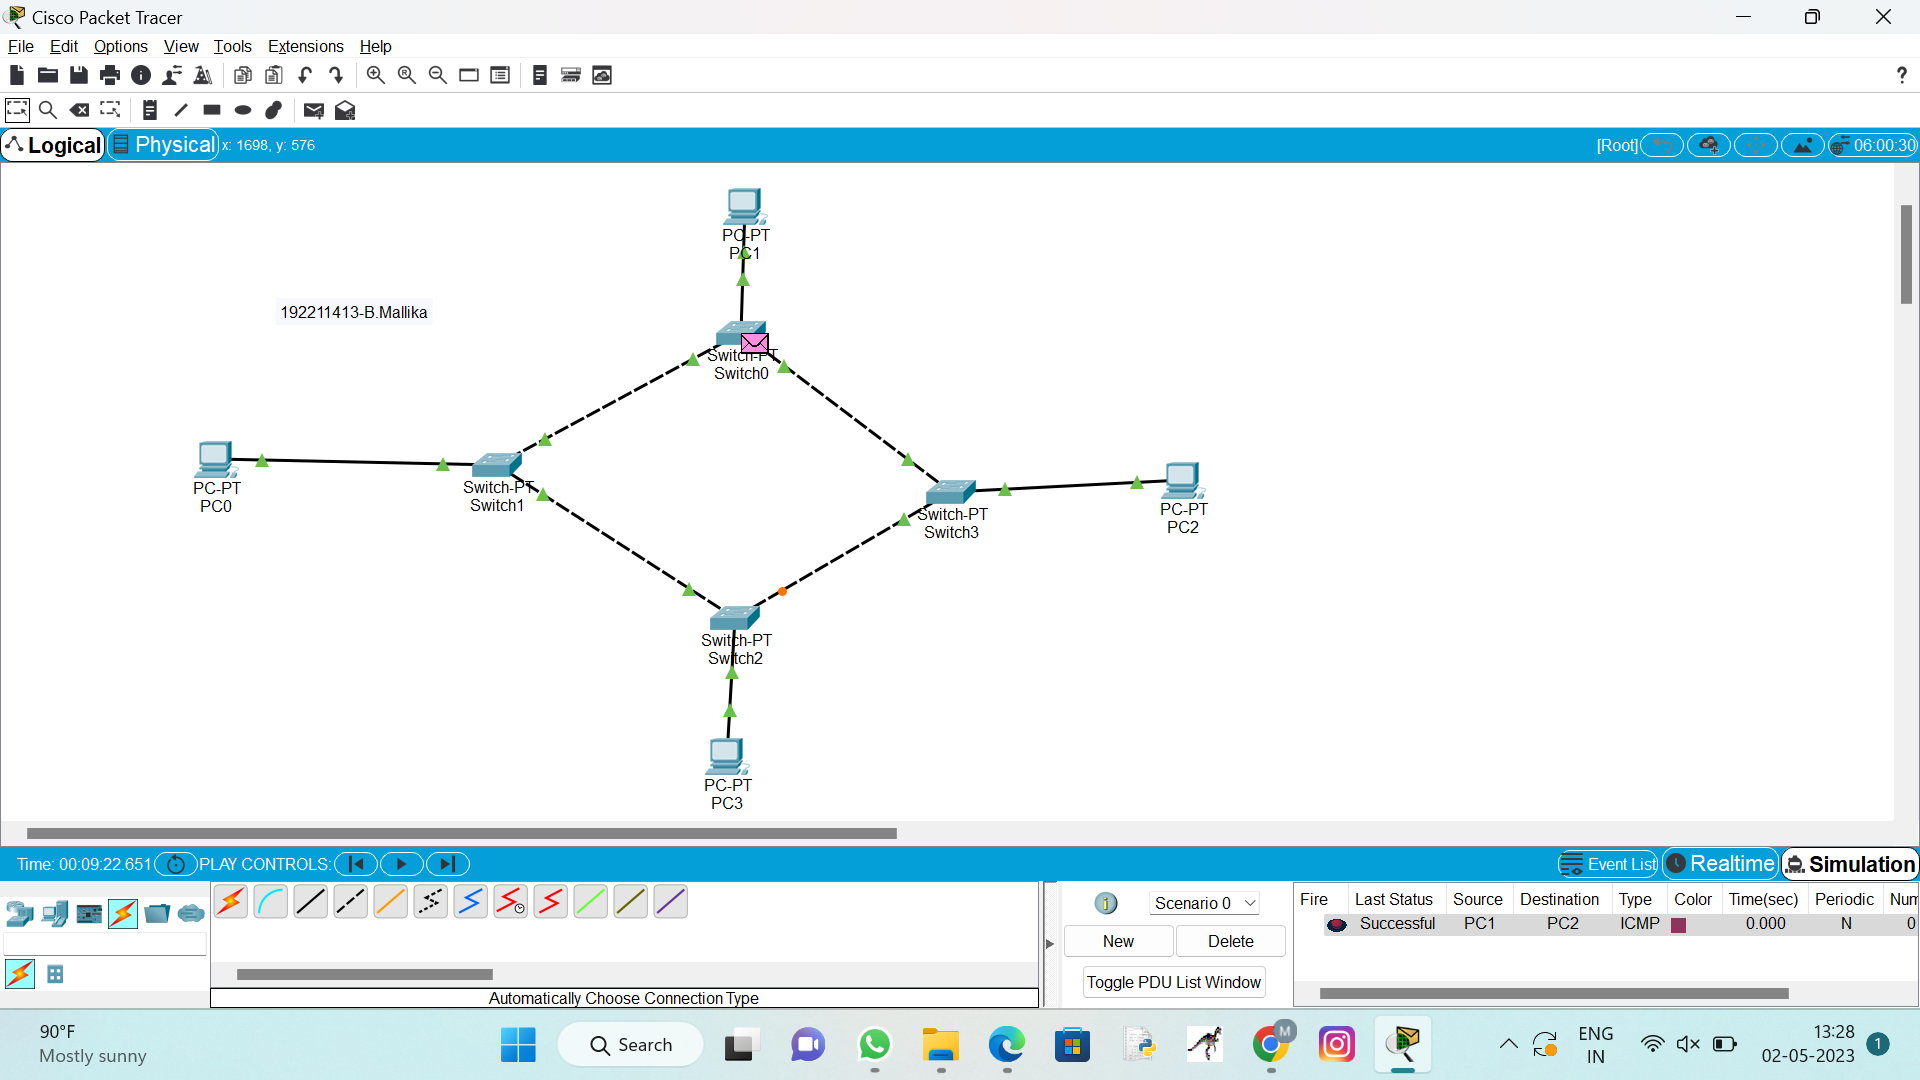 Cisco Packet Tracer
File Edit Options View Tools Extensions Help
?
Logical Physical x: 1698, y: 576 [Root] 06:00:30
PC-PT
PC1
192211413-B.Mallika
Switch-PT
Switch0
PC-PT
PC0
Switch-PT
Switch1
Switch-PT
Switch3
PC-PT
PC2
Switch-PT
Switch2
PC-PT
PC3
Time: 00:09:22.651 PLAY CONTROLS: Event List Realtime Simulation
Scenario 0
New Delete
Toggle PDU List Window
Fire Last Status Source Destination Type Color Time(sec) Periodic Num
Successful PC1 PC2 ICMP 0.000 N 0
Automatically Choose Connection Type
90°F
Mostly sunny
Search
M
ENG
IN
13:28
02-05-2023
1